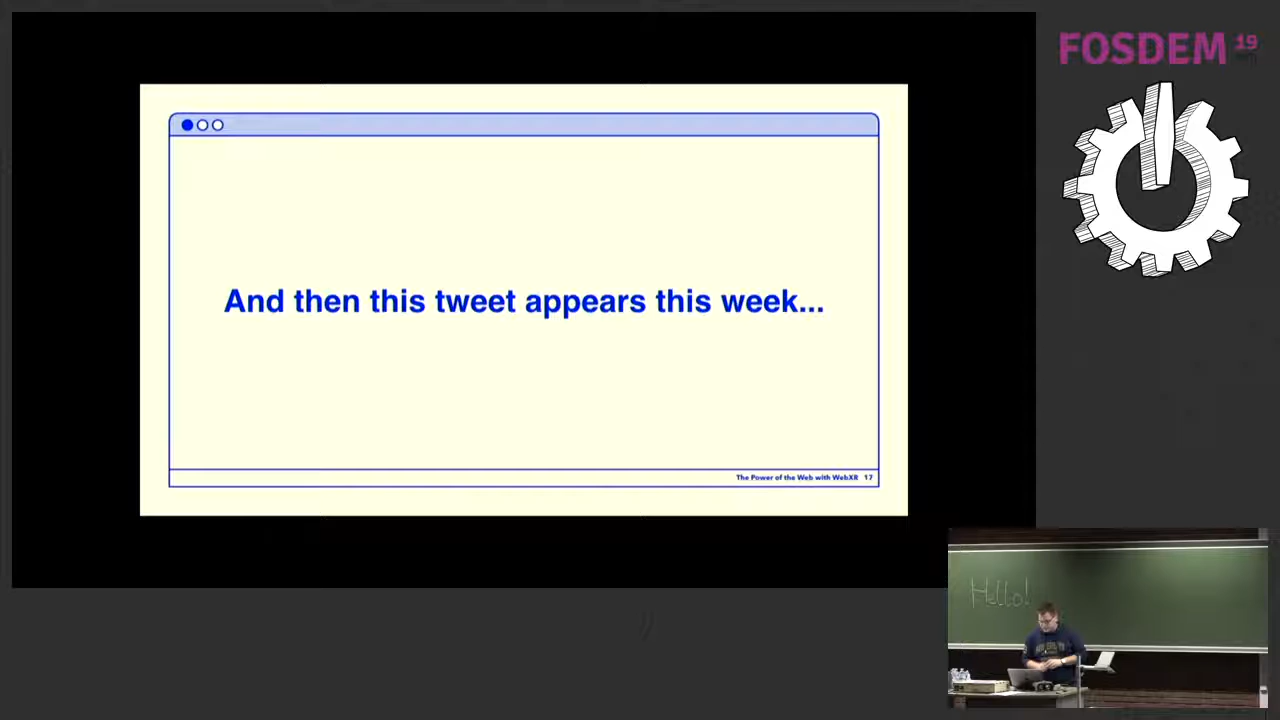 FOSDEM 19
And then this tweet appears this week...
The Power of the Web with WebXR 17
Hello!